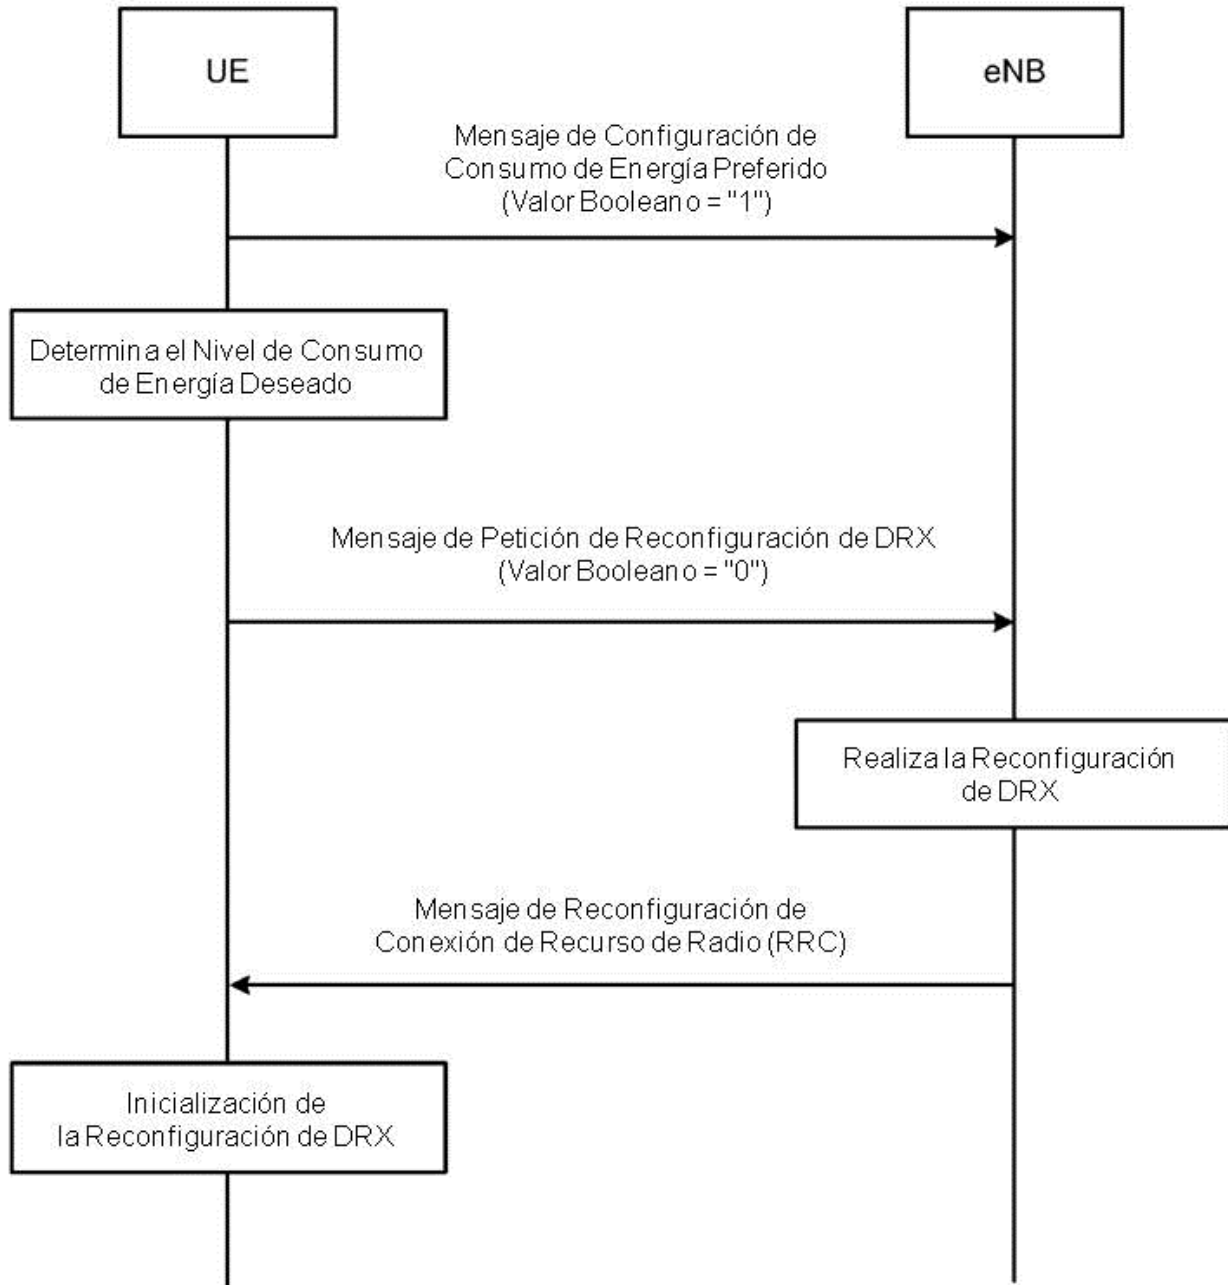 UE
eNB
Mensaje de Configuración de
Consumo de Energía Preferido
(Valor Booleano = "1")
Determina el Nivel de Consumo
de Energía Deseado
Mensaje de Petición de Reconfiguración de DRX
(Valor Booleano = "0")
Realiza la Reconfiguración
de DRX
Mensaje de Reconfiguración de
Conexión de Recurso de Radio (RRC)
Inicialización de
la Reconfiguración de DRX